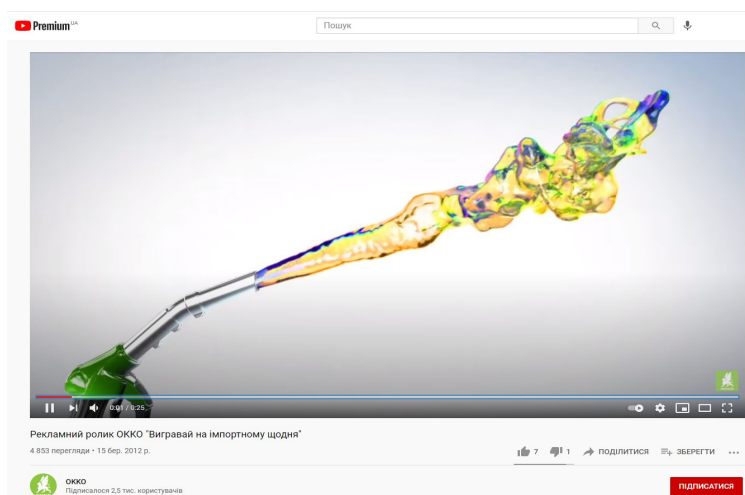 Premium UA
Пошук
0:01 / 0:25
Рекламний ролик ОККО "Вигравай на імпортному щодня"
4 853 перегляди • 15 бер. 2012 р.
7 1 ПОДІЛИТИСЯ ЗБЕРЕГТИ
ОККО
Підписалося 2,5 тис. користувачів
ПІДПИСАТИСЯ